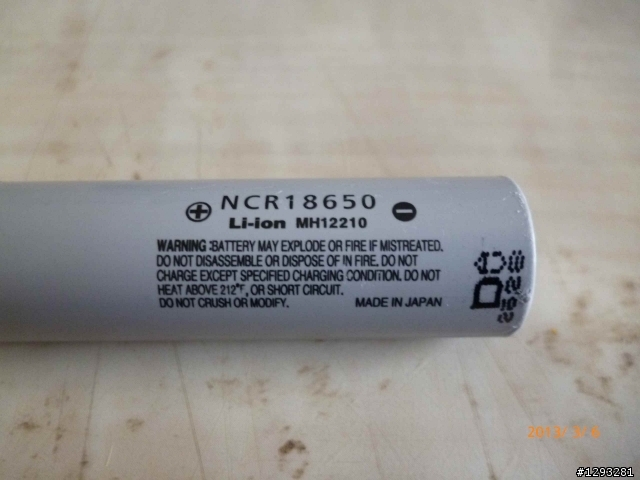 ⊕ NCR18650 ⊖
Li-ion MH12210
WARNING :BATTERY MAY EXPLODE OR FIRE IF MISTREATED.
DO NOT DISASSEMBLE OR DISPOSE OF IN FIRE. DO NOT
CHARGE EXCEPT SPECIFIED CHARGING CONDITION. DO NOT
HEAT ABOVE 212°F, OR SHORT CIRCUIT.
DO NOT CRUSH OR MODIFY.
MADE IN JAPAN
#1293281